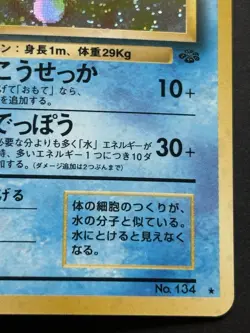 ン：身長1m、体重29Kg
こうせっか
10+
げて「おもて」なら、
を追加する。
でっぽう
30+
必要な分よりも多く「水」エネルギーが
時、多いエネルギー1つにつき10ダ
加する。（ダメージ追加は2つぶんまで）
げる
体の細胞のつくりが、
水の分子と似ている。
水にとけると見えなく
なる。
No. 134 ★